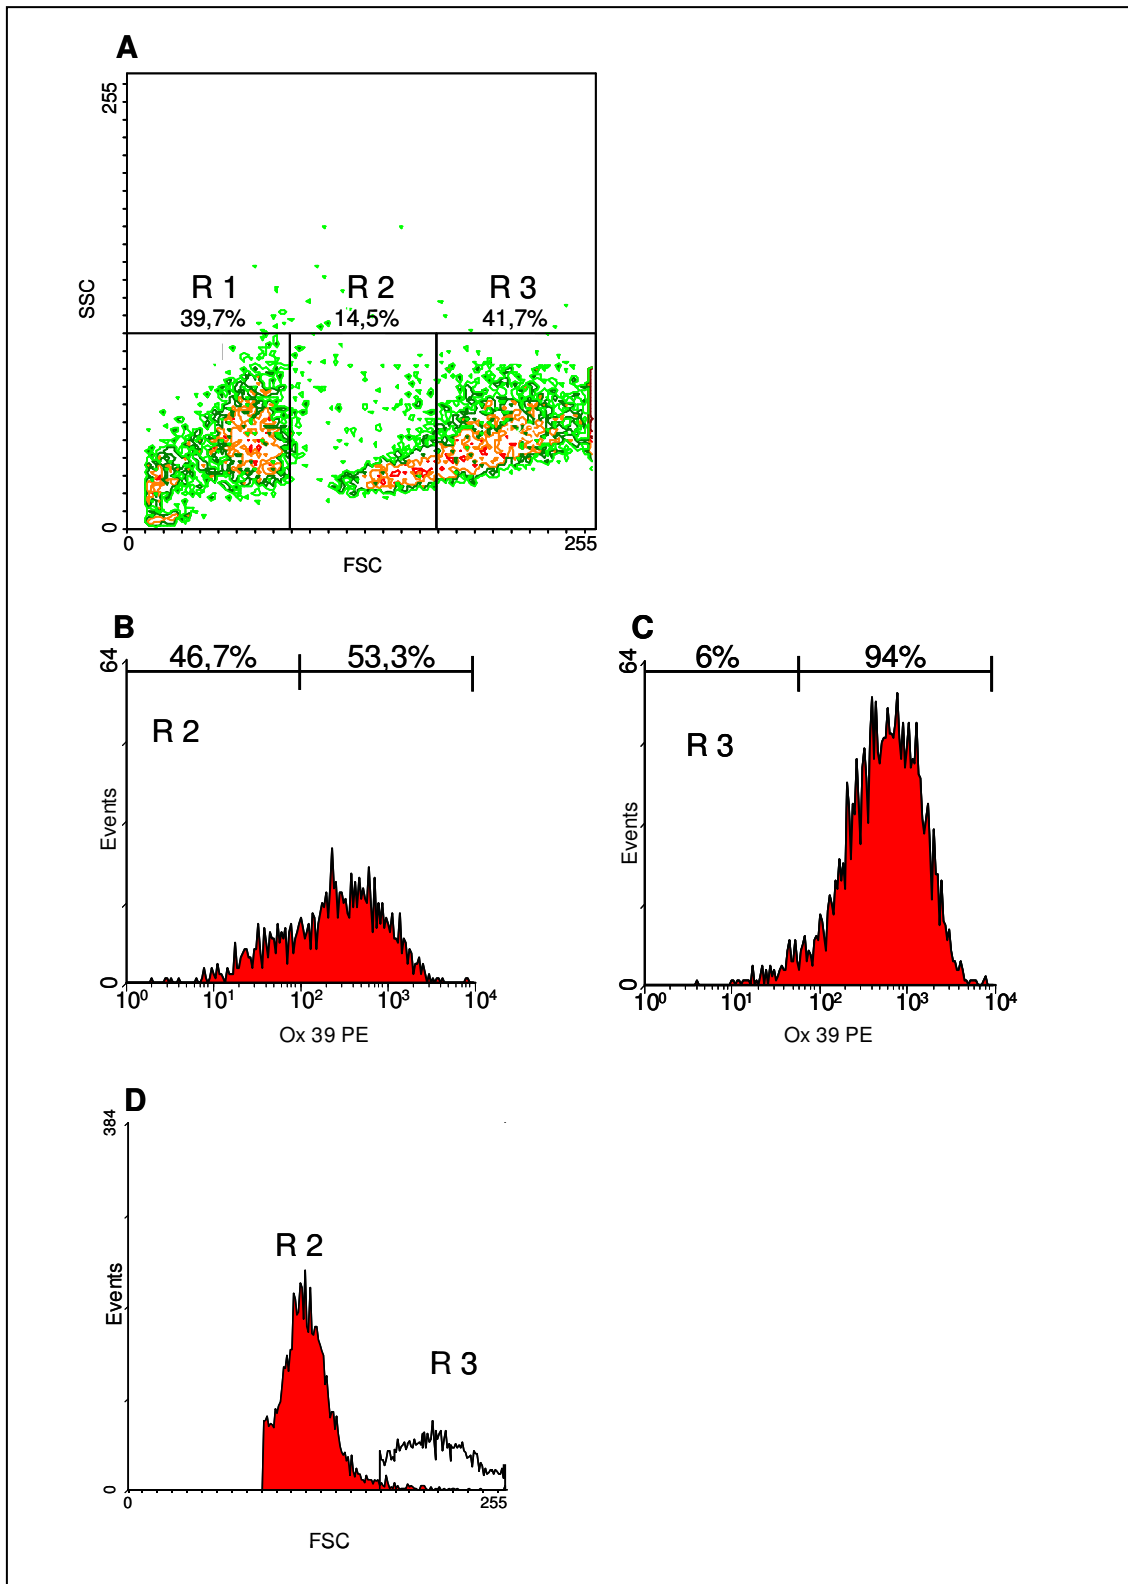 A
255
R 1 R 2 R 3
39,7% 14,5% 41,7%
SSC
0
0 255
FSC
B
46,7% 53,3%
64
R 2
Events
0
10⁰ 10¹ 10² 10³ 10⁴
Ox 39 PE
C
6% 94%
64
R 3
Events
0
10⁰ 10¹ 10² 10³ 10⁴
Ox 39 PE
D
384
R 2
R 3
Events
0
0 255
FSC